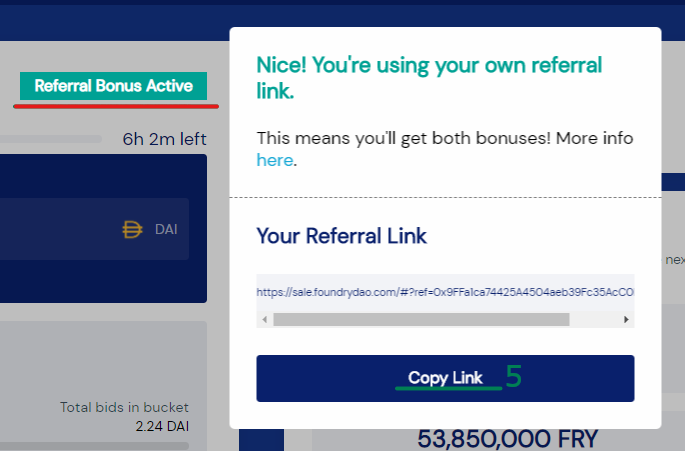 Referral Bonus Active
6h 2m left
DAI
Total bids in bucket
2.24 DAI
Nice! You're using your own referral
link.
This means you'll get both bonuses! More info
here.
Your Referral Link
https://sale.foundrydao.com/#?ref=0x9FFa1ca74425A4504aeb39Fc35AcC0
Copy Link 5
53,850,000 FRY